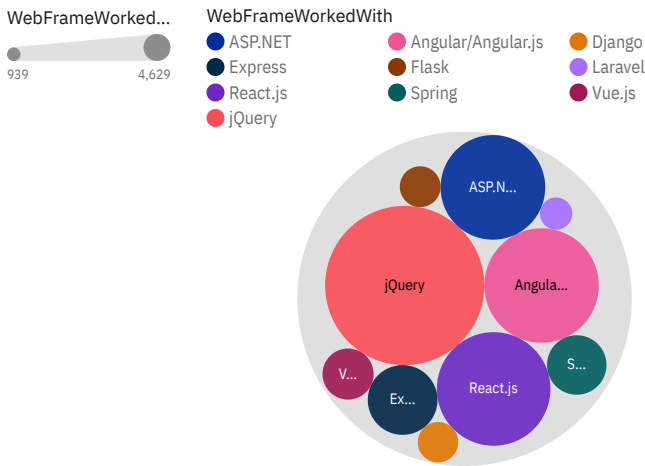 WebFrameWorked...
939
4,629
WebFrameWorkedWith
ASP.NET
Angular/Angular.js
Django
Express
Flask
Laravel
React.js
Spring
Vue.js
jQuery
ASP.N...
jQuery
Angula...
S...
V...
React.js
Ex...